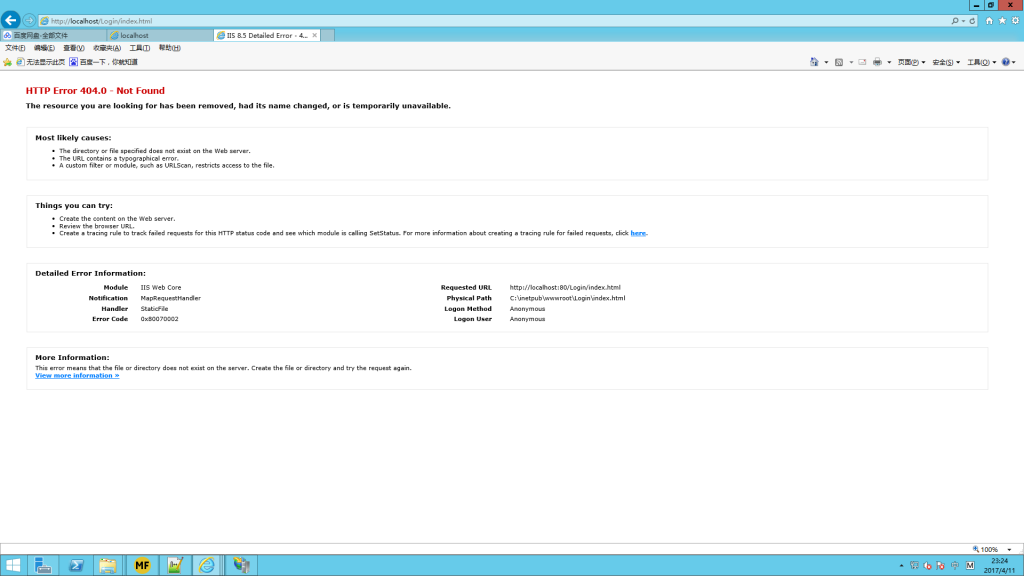 http://localhost/Login/index.html
百度网盘-全部文件
localhost
IIS 8.5 Detailed Error - 4...
文件(F) 编辑(E) 查看(V) 收藏夹(A) 工具(T) 帮助(H)
无法显示此页 百度一下，你就知道
页面(P) 安全(S) 工具(O)
HTTP Error 404.0 - Not Found
The resource you are looking for has been removed, had its name changed, or is temporarily unavailable.
Most likely causes:
• The directory or file specified does not exist on the Web server.
• The URL contains a typographical error.
• A custom filter or module, such as URLScan, restricts access to the file.
Things you can try:
• Create the content on the Web server.
• Review the browser URL.
• Create a tracing rule to track failed requests for this HTTP status code and see which module is calling SetStatus. For more information about creating a tracing rule for failed requests, click here.
Detailed Error Information:
Module IIS Web Core
Notification MapRequestHandler
Handler StaticFile
Error Code 0x80070002
Requested URL http://localhost:80/Login/index.html
Physical Path C:\inetpub\wwwroot\Login\index.html
Logon Method Anonymous
Logon User Anonymous
More Information:
This error means that the file or directory does not exist on the server. Create the file or directory and try the request again.
View more information »
100%
MF
M
23:24
2017/4/11